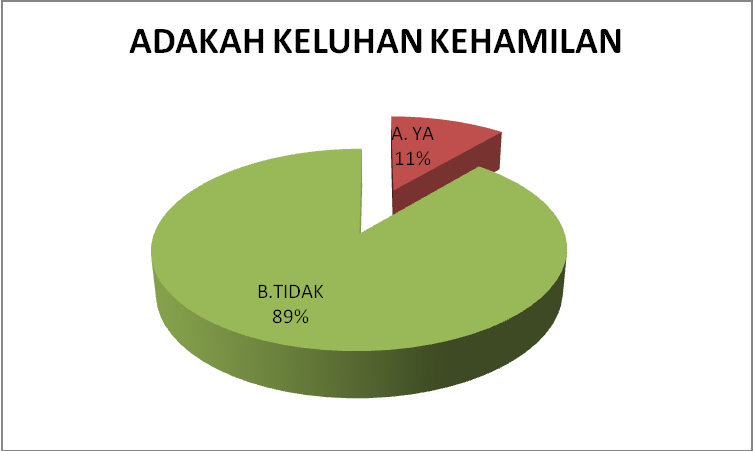 ADAKAH KELUHAN KEHAMILAN
A. YA
11%
B.TIDAK
89%